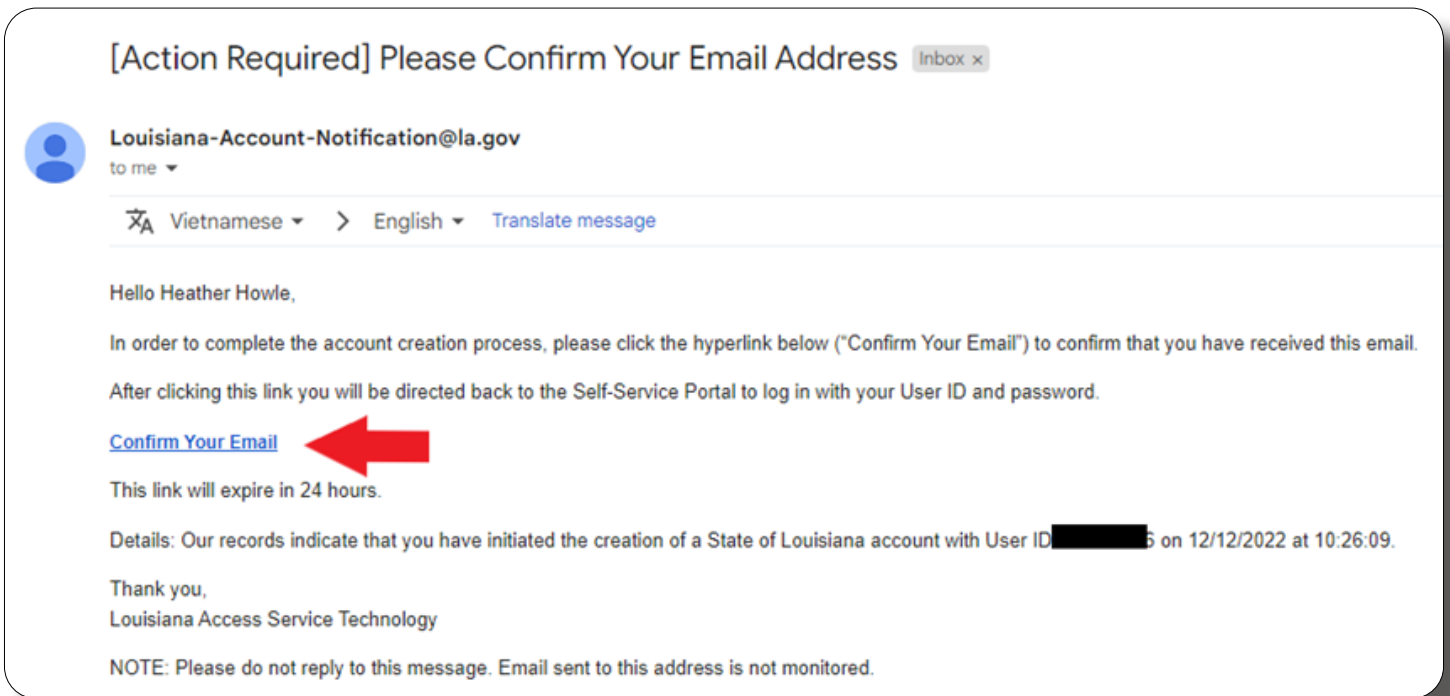 [Action Required] Please Confirm Your Email Address Inbox x
Louisiana-Account-Notification@la.gov
to me
Vietnamese > English Translate message
Hello Heather Howle,
In order to complete the account creation process, please click the hyperlink below (“Confirm Your Email”) to confirm that you have received this email.
After clicking this link you will be directed back to the Self-Service Portal to log in with your User ID and password.
Confirm Your Email
This link will expire in 24 hours.
Details: Our records indicate that you have initiated the creation of a State of Louisiana account with User ID on 12/12/2022 at 10:26:09.
Thank you,
Louisiana Access Service Technology
NOTE: Please do not reply to this message. Email sent to this address is not monitored.